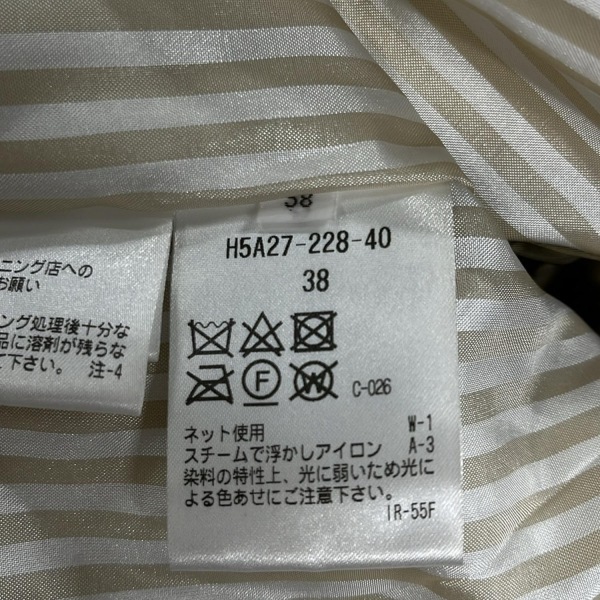 38
H5A27-228-40
38
F
W
C-026
ネット使用 W-1
スチームで浮かしアイロン A-3
染料の特性上、光に弱いため光に
よる色あせにご注意下さい。
IR-55F
ニング店への
お願い
ング処理後十分な
品に溶剤が残らな
て下さい。 注-4